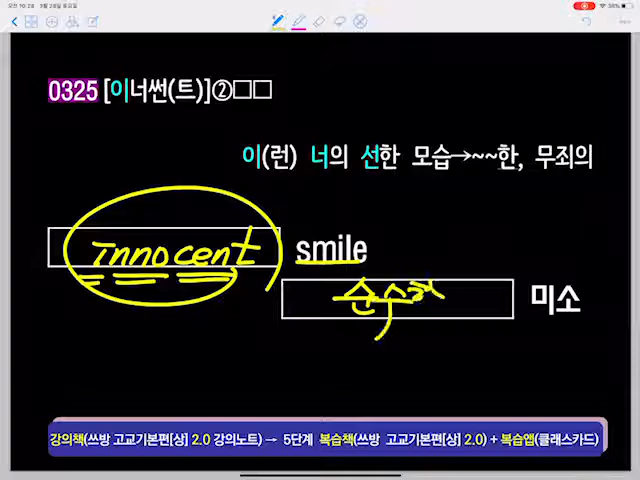 오전 10:28 3월 28일 토요일 38%
0325 [이너썬(트)]②□□
이(런) 너의 선한 모습→~~한, 무죄의
innocent smile
순수한 미소
강의책(쓰방 고교기본편[상] 2.0 강의노트) → 5단계 복습책(쓰방 고교기본편[상] 2.0) + 복습앱(클래스카드)